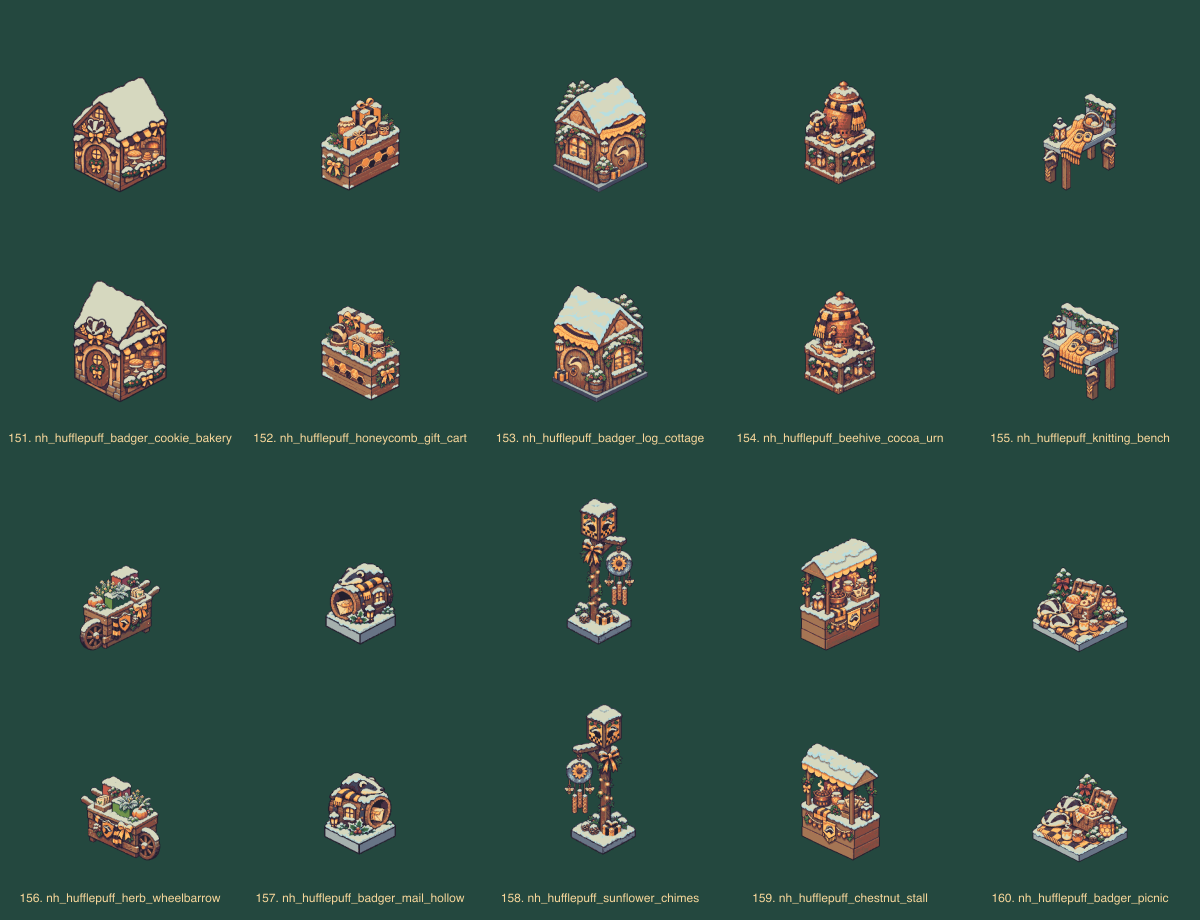 151. nh_hufflepuff_badger_cookie_bakery
152. nh_hufflepuff_honeycomb_gift_cart
153. nh_hufflepuff_badger_log_cottage
154. nh_hufflepuff_beehive_cocoa_urn
155. nh_hufflepuff_knitting_bench
156. nh_hufflepuff_herb_wheelbarrow
157. nh_hufflepuff_badger_mail_hollow
158. nh_hufflepuff_sunflower_chimes
159. nh_hufflepuff_chestnut_stall
160. nh_hufflepuff_badger_picnic